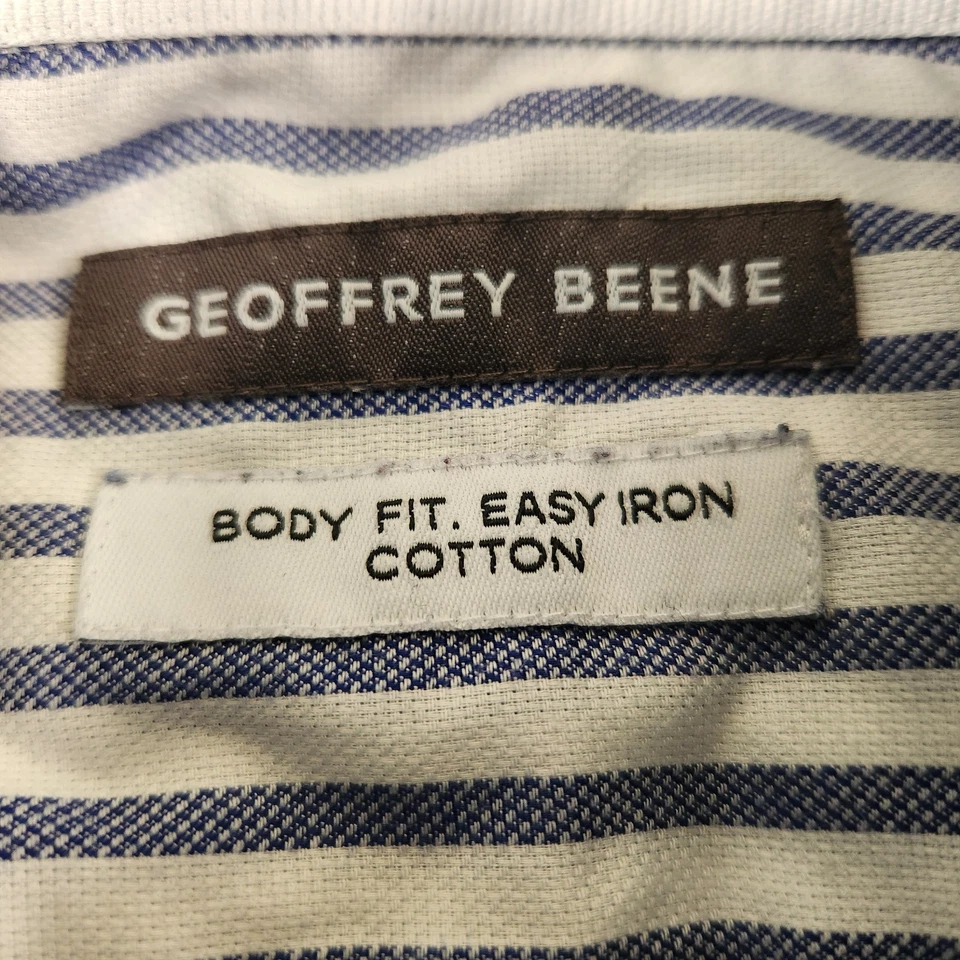 GEOFFREY BEENE
BODY FIT. EASY IRON
COTTON